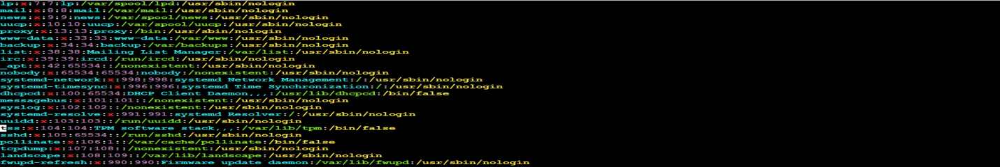 lp:x:7:7:lp:/var/spool/lpd:/usr/sbin/nologin
mail:x:8:8:mail:/var/mail:/usr/sbin/nologin
news:x:9:9:news:/var/spool/news:/usr/sbin/nologin
uucp:x:10:10:uucp:/var/spool/uucp:/usr/sbin/nologin
proxy:x:13:13:proxy:/bin:/usr/sbin/nologin
www-data:x:33:33:www-data:/var/www:/usr/sbin/nologin
backup:x:34:34:backup:/var/backups:/usr/sbin/nologin
list:x:38:38:Mailing List Manager:/var/list:/usr/sbin/nologin
irc:x:39:39:ircd:/run/ircd:/usr/sbin/nologin
_apt:x:42:65534::/nonexistent:/usr/sbin/nologin
nobody:x:65534:65534:nobody:/nonexistent:/usr/sbin/nologin
systemd-network:x:998:998:systemd Network Management:/:/usr/sbin/nologin
systemd-timesync:x:996:996:systemd Time Synchronization:/:/usr/sbin/nologin
dhcpcd:x:100:65534:DHCP Client Daemon,,,:/usr/lib/dhcpcd:/bin/false
messagebus:x:101:101::/nonexistent:/usr/sbin/nologin
syslog:x:102:102::/nonexistent:/usr/sbin/nologin
systemd-resolve:x:991:991:systemd Resolver:/:/usr/sbin/nologin
uuidd:x:103:103::/run/uuidd:/usr/sbin/nologin
tss:x:104:104:TPM software stack,,,:/var/lib/tpm:/bin/false
sshd:x:105:65534::/run/sshd:/usr/sbin/nologin
pollinate:x:106:1::/var/cache/pollinate:/bin/false
tcpdump:x:107:108::/nonexistent:/usr/sbin/nologin
landscape:x:108:109::/var/lib/landscape:/usr/sbin/nologin
fwupd-refresh:x:990:990:Firmware update daemon:/var/lib/fwupd:/usr/sbin/nologin